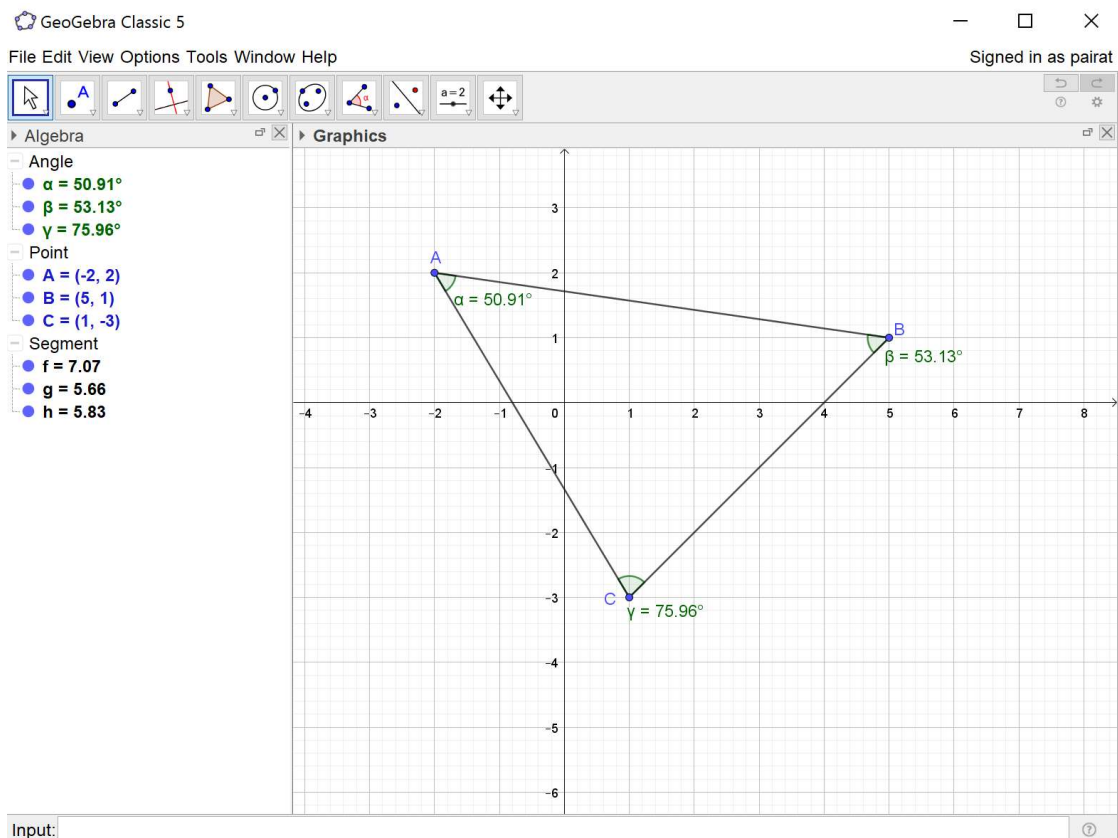 GeoGebra Classic 5
File Edit View Options Tools Window Help
Signed in as pairat
A
α
a = 2
Algebra
Graphics
Angle
α = 50.91°
β = 53.13°
γ = 75.96°
Point
A = (-2, 2)
B = (5, 1)
C = (1, -3)
Segment
f = 7.07
g = 5.66
h = 5.83
3
2
1
-4 -3 -2 -1 0 1 2 3 4 5 6 7 8
-1
-2
-3
-4
-5
-6
A
α = 50.91°
B
β = 53.13°
C
γ = 75.96°
Input: